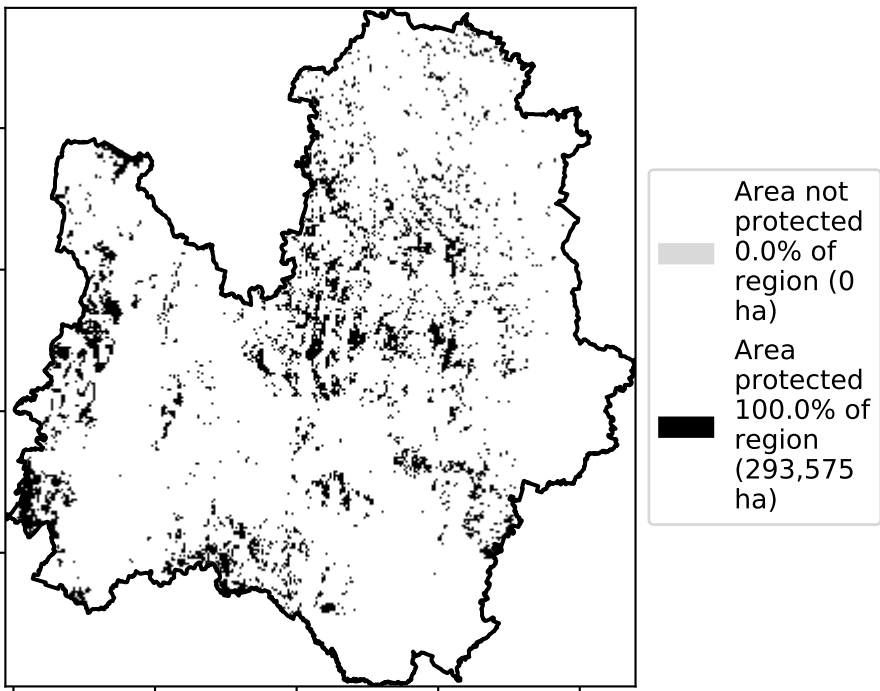 Area not
protected
0.0% of
region (0
ha)
Area
protected
100.0% of
region
(293,575
ha)